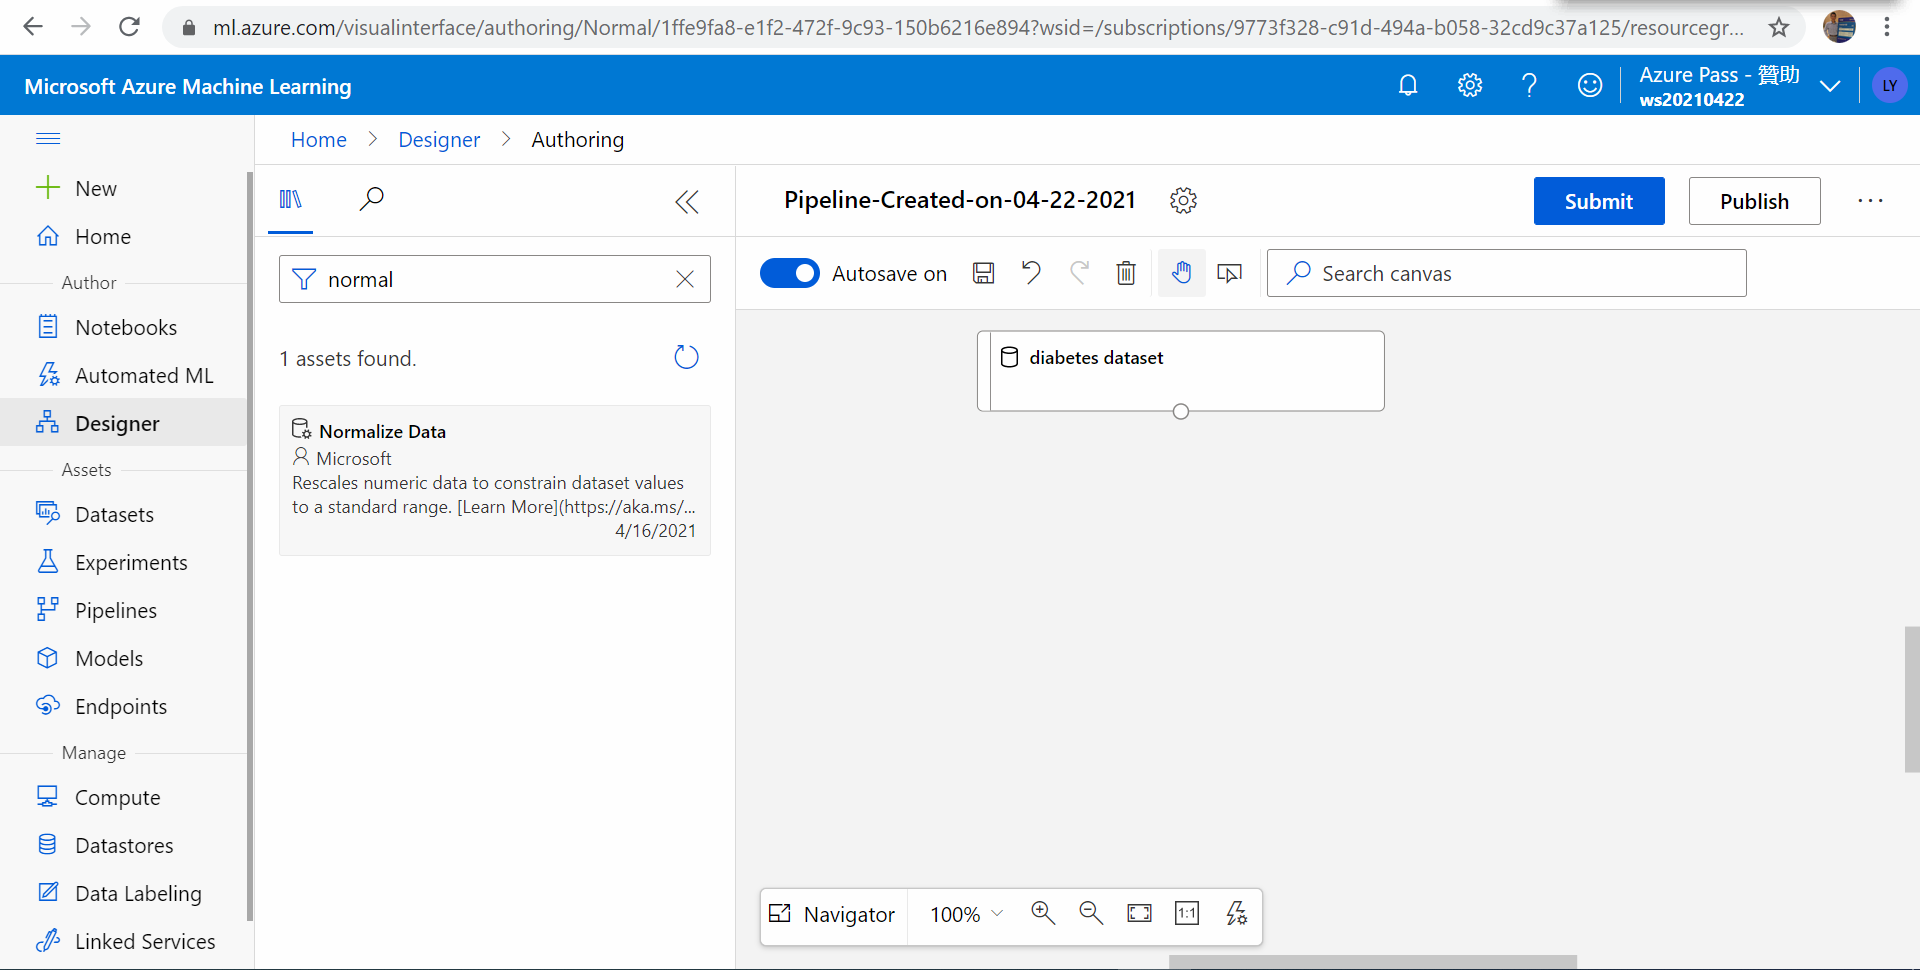 ml.azure.com/visualinterface/authoring/Normal/1ffe9fa8-e1f2-472f-9c93-150b6216e894?wsid=/subscriptions/9773f328-c91d-494a-b058-32cd9c37a125/resourcegr...
Microsoft Azure Machine Learning
Azure Pass - 贊助
ws20210422
LY
Home > Designer > Authoring
New
Home
Author
Notebooks
Automated ML
Designer
Assets
Datasets
Experiments
Pipelines
Models
Endpoints
Manage
Compute
Datastores
Data Labeling
Linked Services
normal
1 assets found.
Normalize Data
Microsoft
Rescales numeric data to constrain dataset values
to a standard range. [Learn More](https://aka.ms/...
4/16/2021
Pipeline-Created-on-04-22-2021
Submit
Publish
...
Autosave on
Search canvas
diabetes dataset
Navigator
100%
1:1